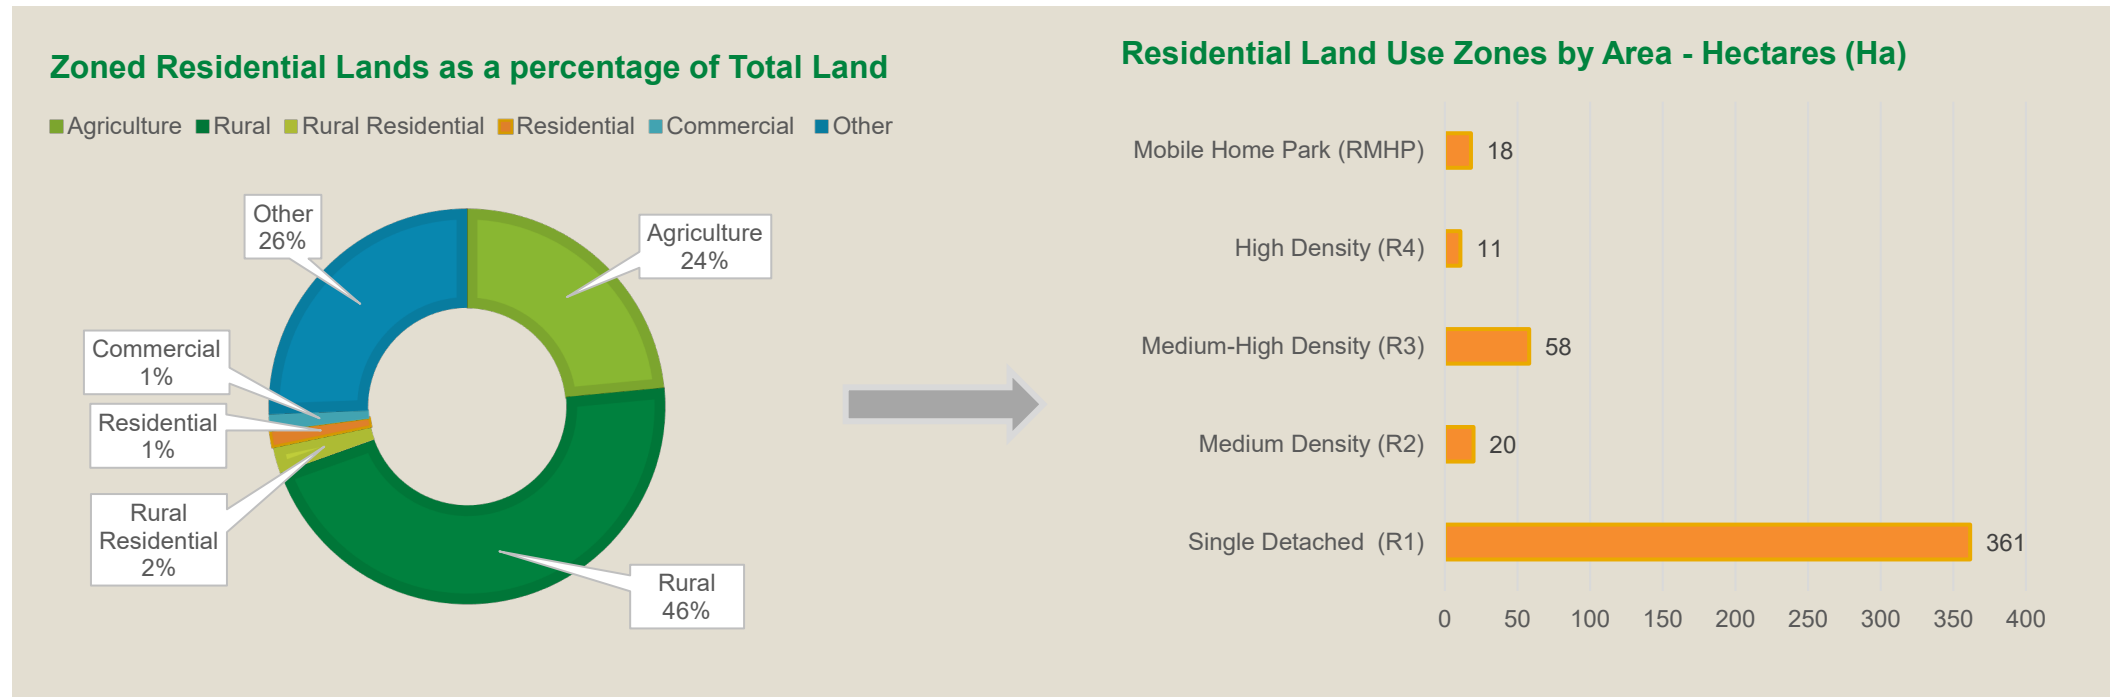 Zoned Residential Lands as a percentage of Total Land
Agriculture Rural Rural Residential Residential Commercial Other
Other
26%
Agriculture
24%
Commercial
1%
Residential
1%
Rural
Residential
2%
Rural
46%
Residential Land Use Zones by Area - Hectares (Ha)
Mobile Home Park (RMHP) 18
High Density (R4) 11
Medium-High Density (R3) 58
Medium Density (R2) 20
Single Detached (R1) 361
0 50 100 150 200 250 300 350 400